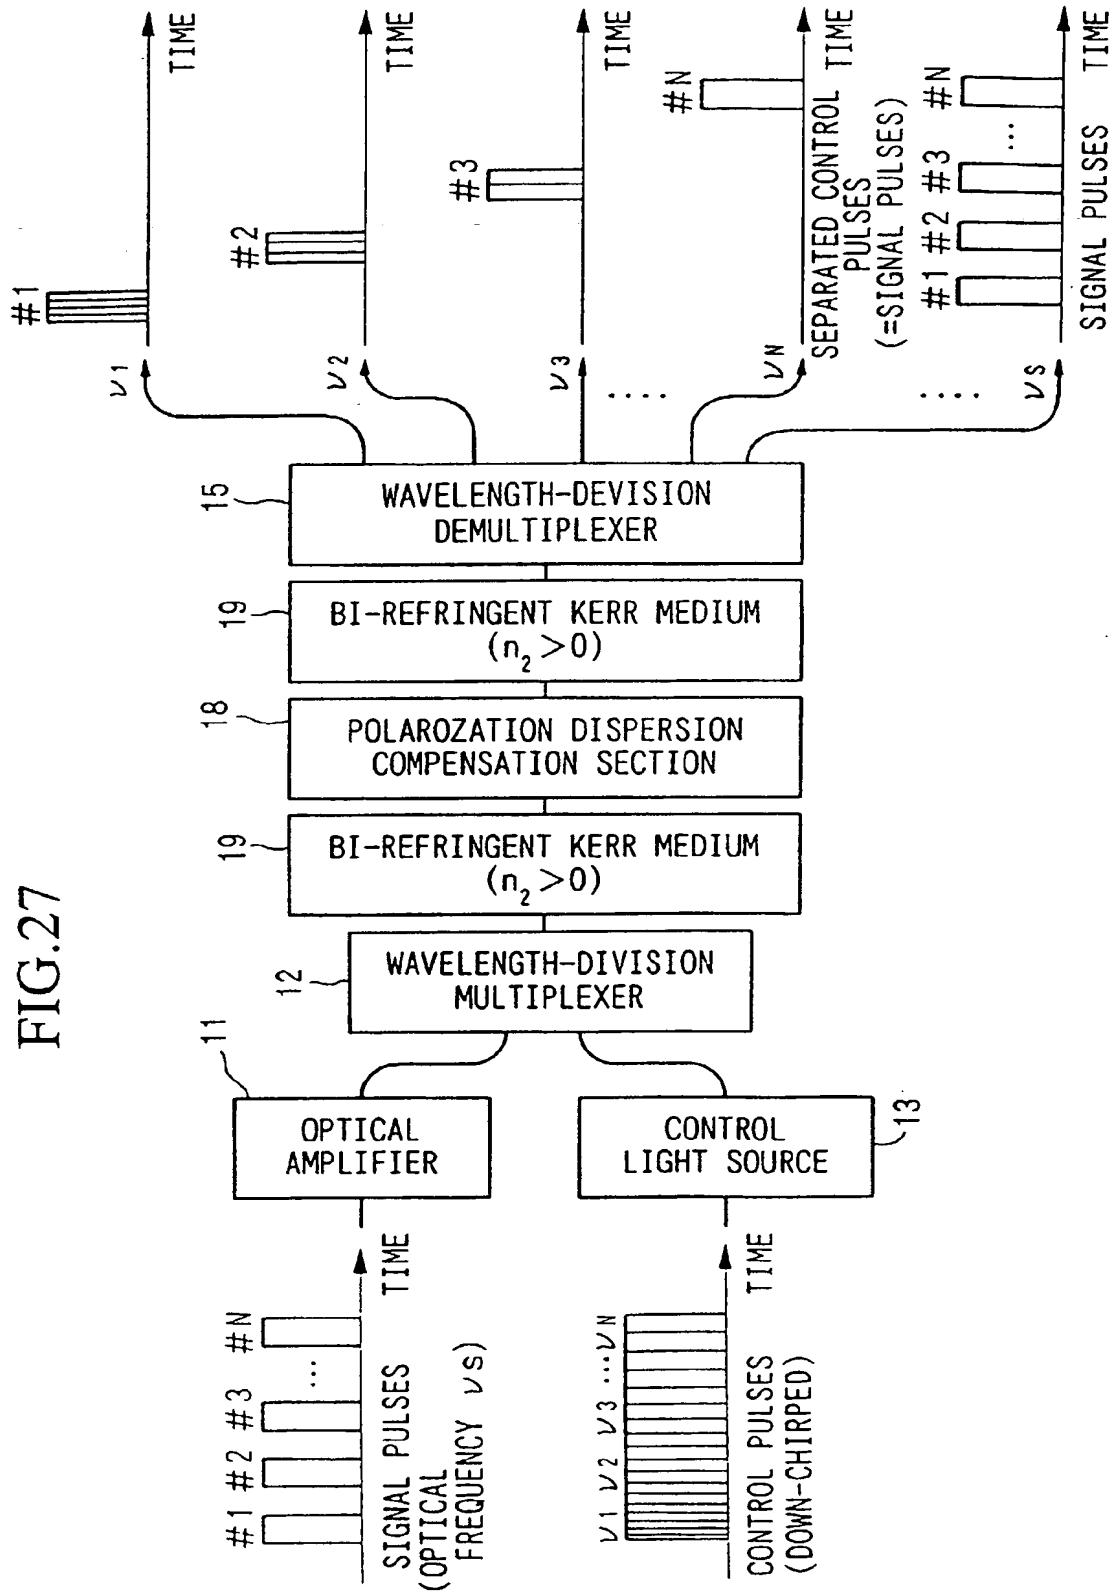 FIG.27
#1 #2 #3 ... #N
TIME
SIGNAL PULSES
(OPTICAL
FREQUENCY νs)
ν1 ν2 ν3 ...νN
TIME
CONTROL PULSES
(DOWN-CHIRPED)
11
OPTICAL
AMPLIFIER
CONTROL
LIGHT SOURCE
13
12
WAVELENGTH-DIVISION
MULTIPLEXER
19
BI-REFRINGENT KERR MEDIUM
(n2>0)
18
POLAROZATION DISPERSION
COMPENSATION SECTION
19
BI-REFRINGENT KERR MEDIUM
(n2>0)
15
WAVELENGTH-DEVISION
DEMULTIPLEXER
ν1
#1
TIME
ν2
#2
TIME
ν3
#3
TIME
....
νN
#N
TIME
SEPARATED CONTROL
PULSES
(=SIGNAL PULSES)
....
νS
#1 #2 #3 ... #N
TIME
SIGNAL PULSES